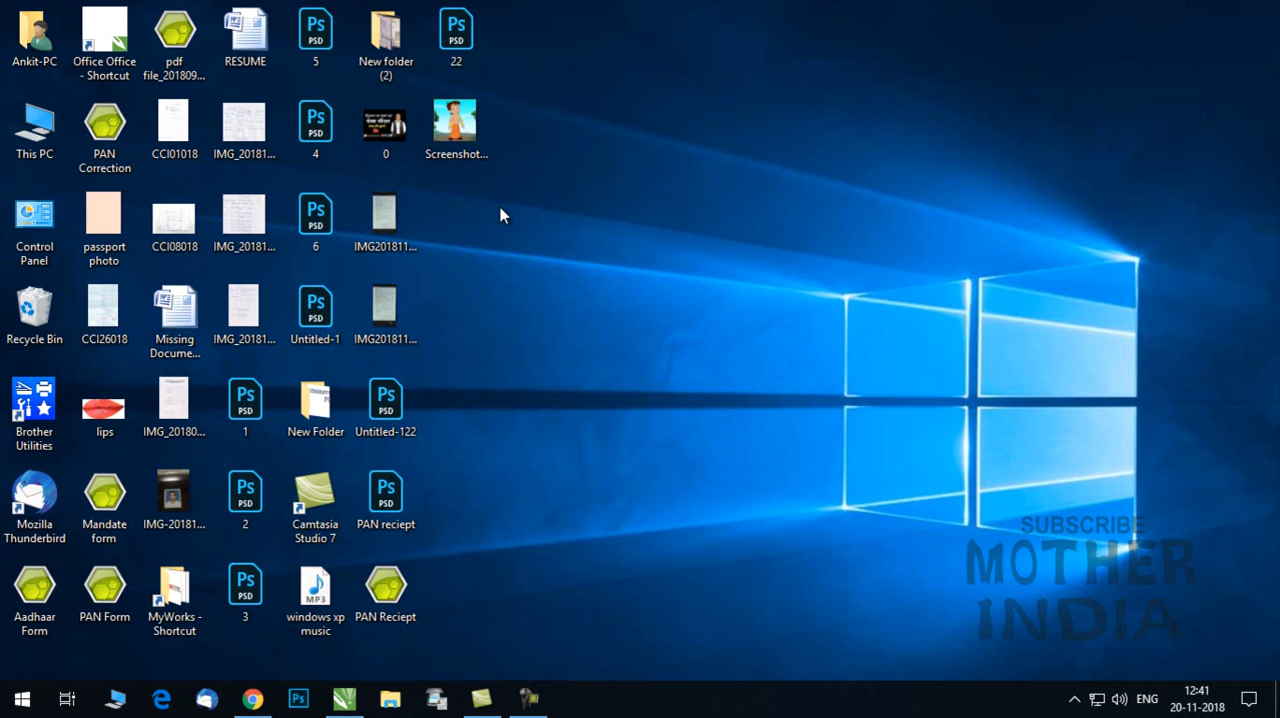 Ankit-PC
Office Office
- Shortcut
pdf
file_201809...
RESUME
5
New folder
(2)
22
This PC
PAN
Correction
CCI01018
IMG_20181...
4
0
Screenshot...
Control
Panel
passport
photo
CCI08018
IMG_20181...
6
IMG201811...
Recycle Bin
CCI26018
Missing
Docume...
IMG_20181...
Untitled-1
IMG201811...
Brother
Utilities
lips
IMG_20180...
1
New Folder
Untitled-122
Mozilla
Thunderbird
Mandate
form
IMG-20181...
2
Camtasia
Studio 7
PAN reciept
Aadhaar
Form
PAN Form
MyWorks -
Shortcut
3
windows xp
music
PAN Reciept
SUBSCRIBE
MOTHER
INDIA
ENG
12:41
20-11-2018